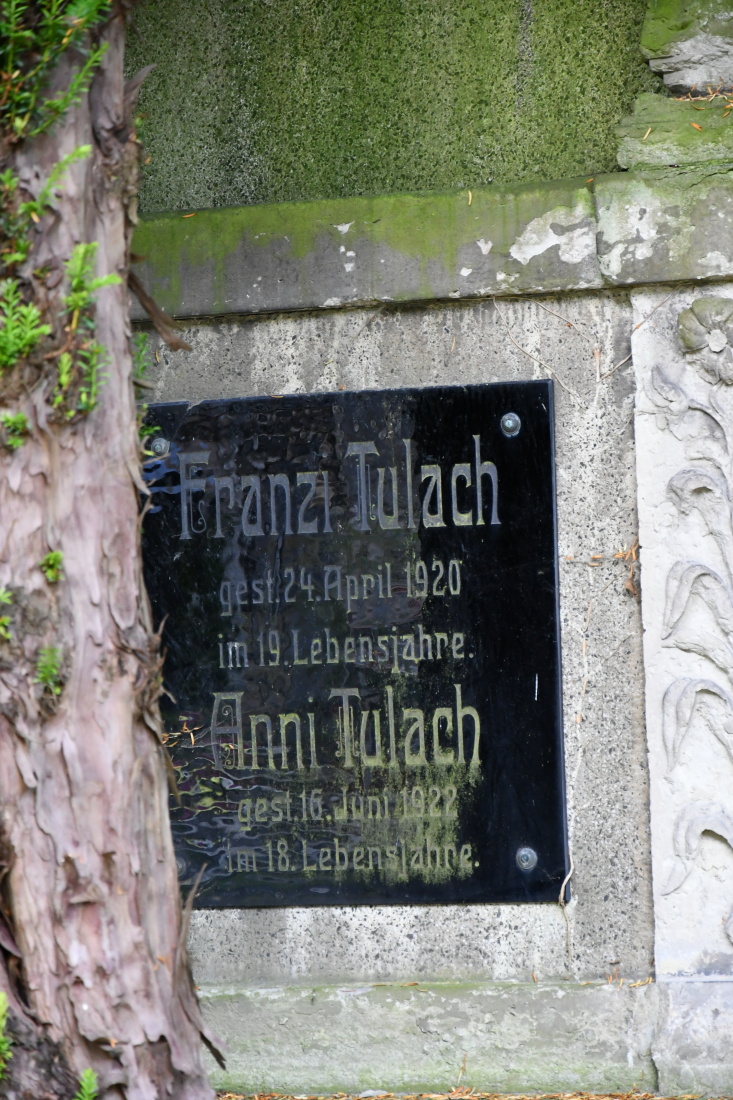 Franzi Tulach
gest. 24. April 1920
im 19. Lebensjahre.
Anni Tulach
gest. 16. Juni 1922
im 18. Lebensjahre.